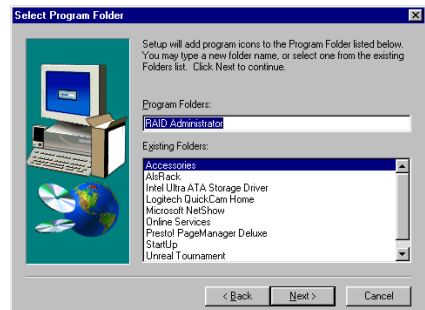 Select Program Folder
Setup will add program icons to the Program Folder listed below.
You may type a new folder name, or select one from the existing
Folders list. Click Next to continue.
Program Folders:
RAID Administrator
Existing Folders:
Accessories
AlsRack
Intel Ultra ATA Storage Driver
Logitech QuickCam Home
Microsoft NetShow
Online Services
Presto! PageManager Deluxe
StartUp
Unreal Tournament
< Back
Next >
Cancel